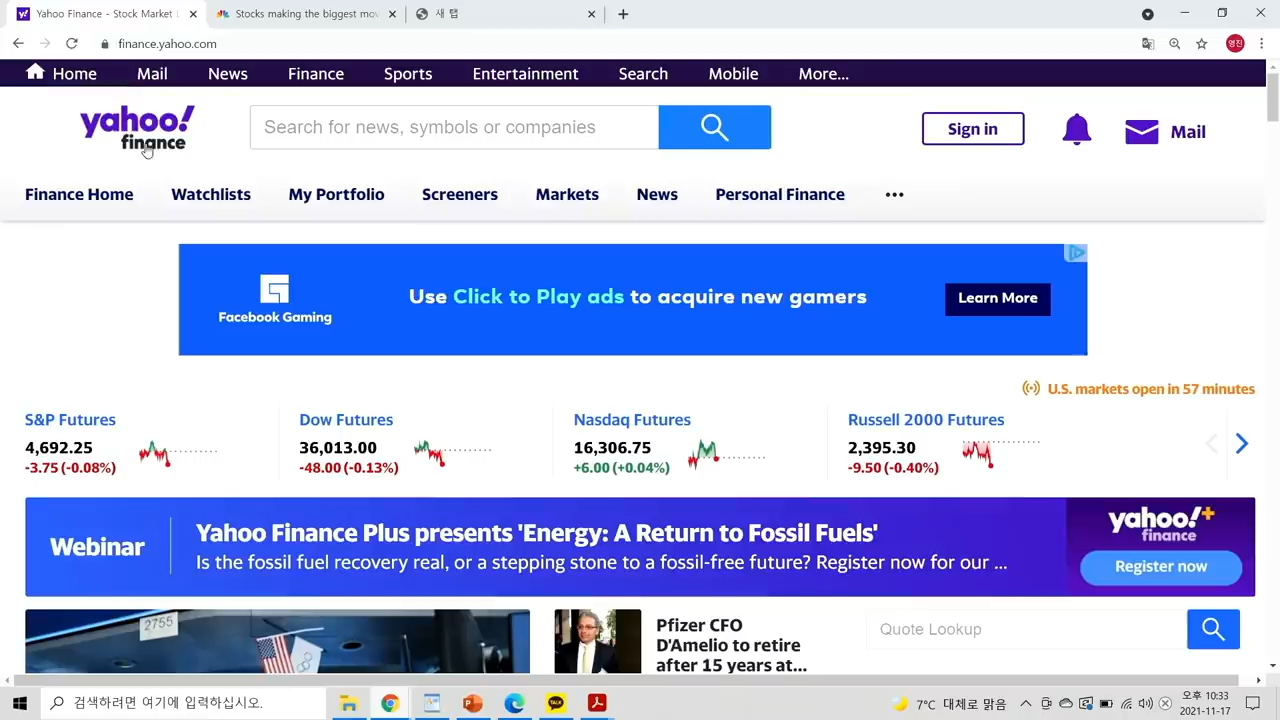 Yahoo Finance - Stock Market
Stocks making the biggest mo
새 탭
finance.yahoo.com
영진
Home Mail News Finance Sports Entertainment Search Mobile More...
yahoo!
finance
Search for news, symbols or companies
Sign in
Mail
Finance Home Watchlists My Portfolio Screeners Markets News Personal Finance
Facebook Gaming
Use Click to Play ads to acquire new gamers
Learn More
U.S. markets open in 57 minutes
S&P Futures
4,692.25
-3.75 (-0.08%)
Dow Futures
36,013.00
-48.00 (-0.13%)
Nasdaq Futures
16,306.75
+6.00 (+0.04%)
Russell 2000 Futures
2,395.30
-9.50 (-0.40%)
Webinar
Yahoo Finance Plus presents 'Energy: A Return to Fossil Fuels'
Is the fossil fuel recovery real, or a stepping stone to a fossil-free future? Register now for our ...
yahoo!+
finance
Register now
2755
Pfizer CFO
D'Amelio to retire
after 15 years at...
Quote Lookup
검색하려면 여기에 입력하십시오.
TALK
7°C 대체로 맑음
오후 10:33
2021-11-17